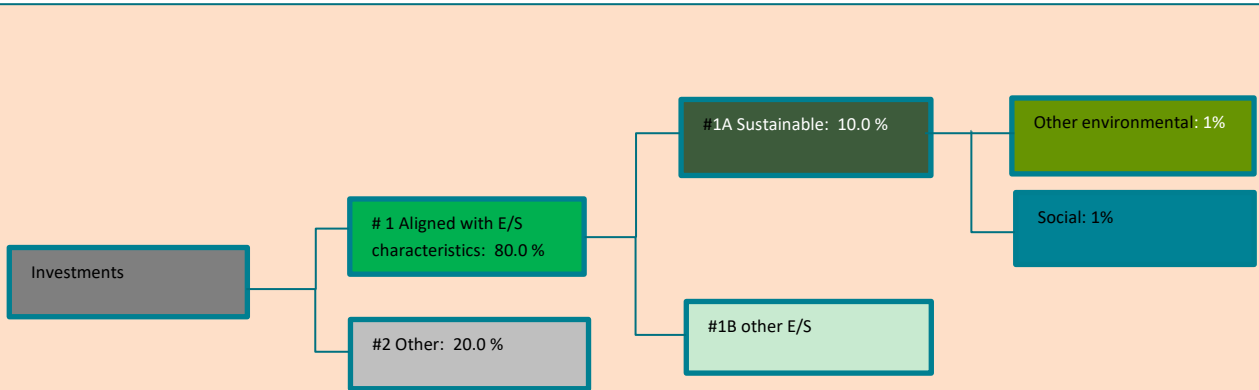 Investments
# 1 Aligned with E/S
characteristics: 80.0 %
#2 Other: 20.0 %
#1A Sustainable: 10.0 %
#1B other E/S
Other environmental: 1%
Social: 1%